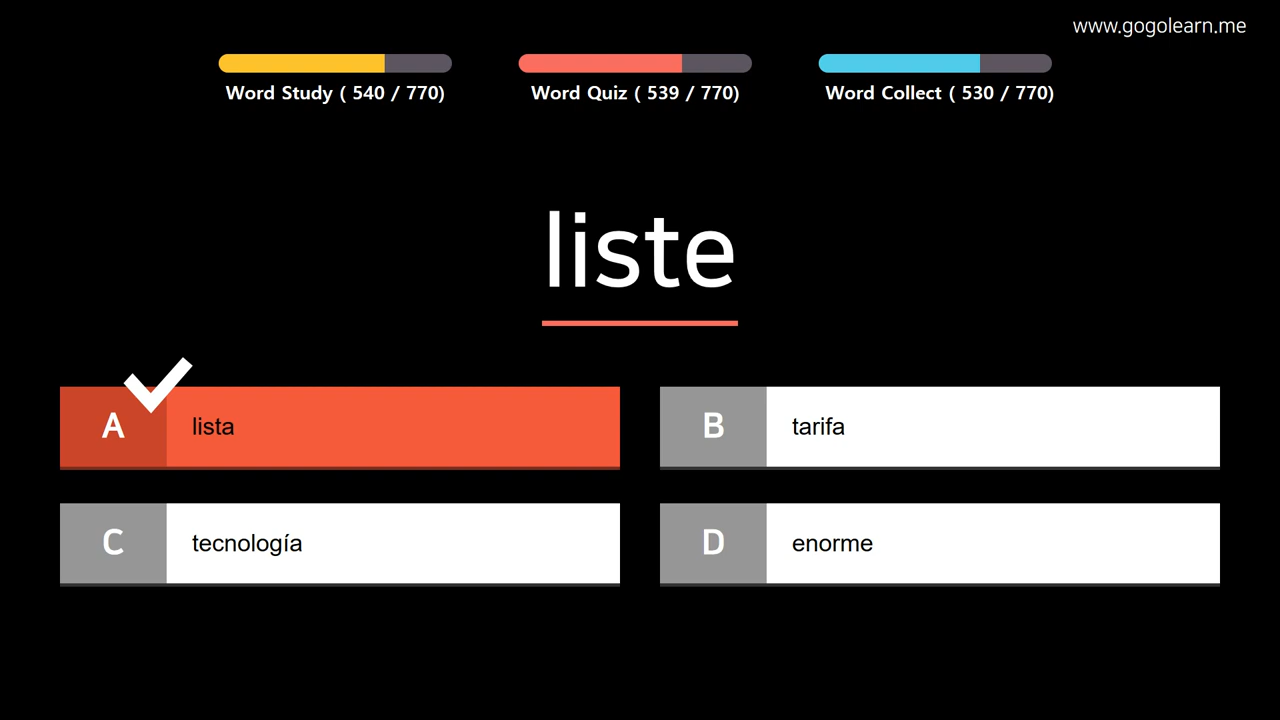 www.gogolearn.me
Word Study ( 540 / 770)
Word Quiz ( 539 / 770)
Word Collect ( 530 / 770)
liste
A lista
B tarifa
C tecnología
D enorme